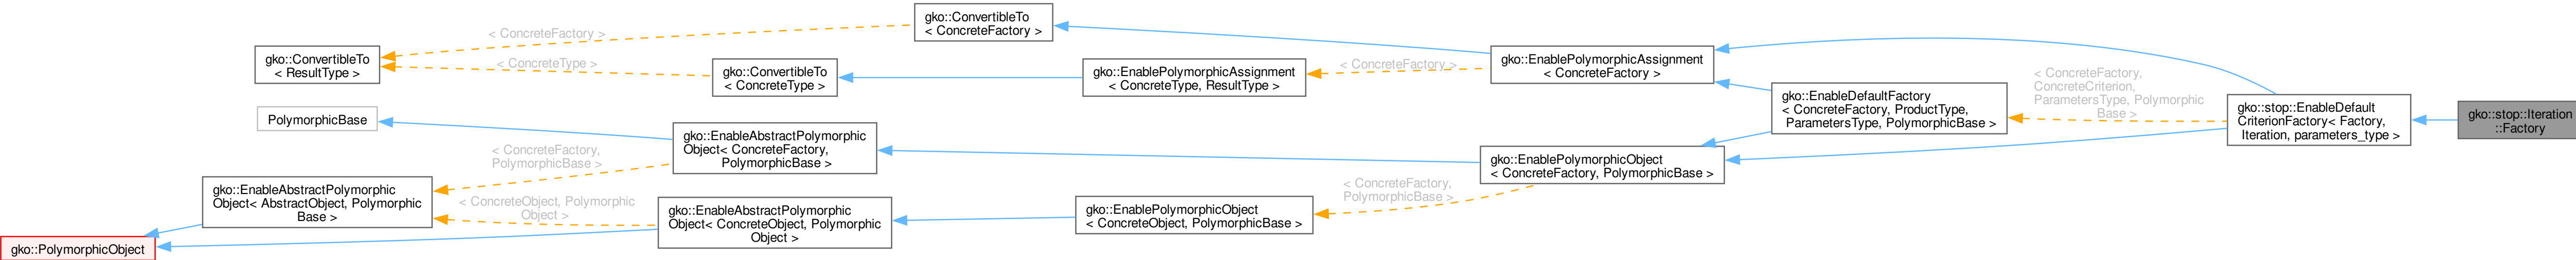 gko::ConvertibleTo
< ConcreteFactory >
< ConcreteFactory >
gko::ConvertibleTo
< ResultType >
< ConcreteType >
gko::ConvertibleTo
< ConcreteType >
gko::EnablePolymorphicAssignment
< ConcreteType, ResultType >
< ConcreteFactory >
gko::EnablePolymorphicAssignment
< ConcreteFactory >
PolymorphicBase
gko::EnableAbstractPolymorphic
Object< ConcreteFactory,
PolymorphicBase >
gko::EnableDefaultFactory
< ConcreteFactory, ProductType,
ParametersType, PolymorphicBase >
< ConcreteFactory,
ConcreteCriterion,
ParametersType, Polymorphic
Base >
gko::stop::EnableDefault
CriterionFactory< Factory,
Iteration, parameters_type >
gko::stop::Iteration
::Factory
< ConcreteFactory,
PolymorphicBase >
gko::EnablePolymorphicObject
< ConcreteFactory, PolymorphicBase >
gko::EnableAbstractPolymorphic
Object< AbstractObject, Polymorphic
Base >
< ConcreteObject, Polymorphic
Object >
gko::EnableAbstractPolymorphic
Object< ConcreteObject, Polymorphic
Object >
gko::EnablePolymorphicObject
< ConcreteObject, PolymorphicBase >
< ConcreteFactory,
PolymorphicBase >
gko::PolymorphicObject